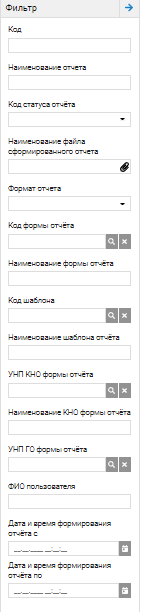 Фильтр
Код
Наименование отчета
Код статуса отчёта
Наименование файла
сформированного отчета
Формат отчета
Код формы отчёта
Наименование формы отчёта
Код шаблона
Наименование шаблона отчёта
УНП КНО формы отчёта
Наименование КНО формы отчёта
УНП ГО формы отчёта
ФИО пользователя
Дата и время формирования
отчёта с
__.__.____ __:__:__
Дата и время формирования
отчёта по
__.__.____ __:__:__